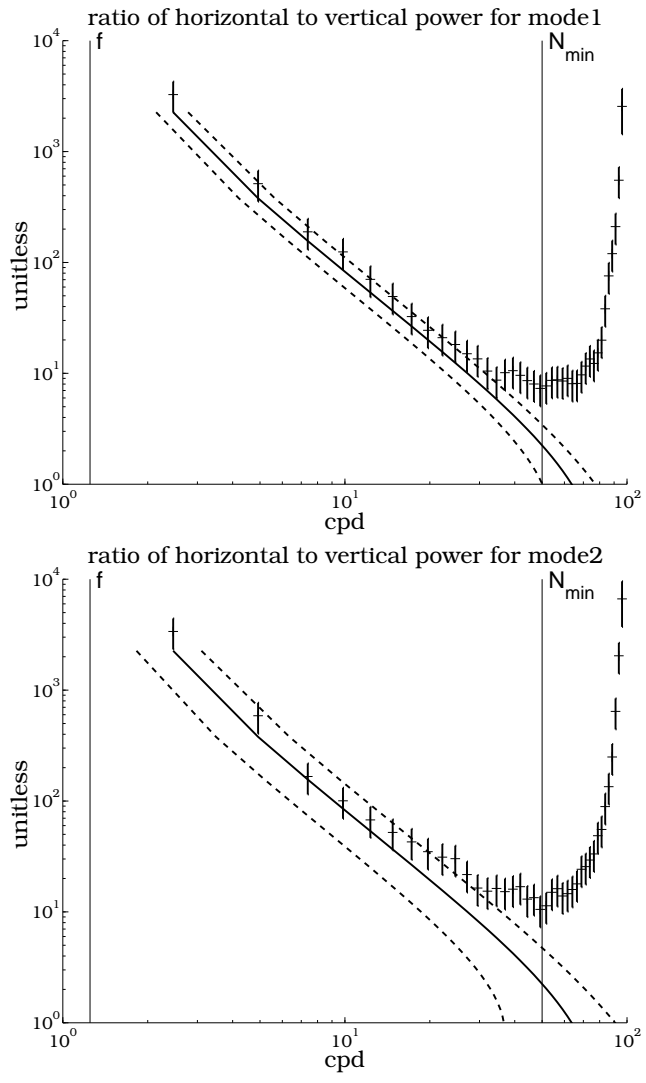 ratio of horizontal to vertical power for mode1
10^4
f
N_min
10^3
10^2
10^1
10^0
unitless
10^0
10^1
10^2
cpd
ratio of horizontal to vertical power for mode2
10^4
f
N_min
10^3
10^2
10^1
10^0
unitless
10^0
10^1
10^2
cpd